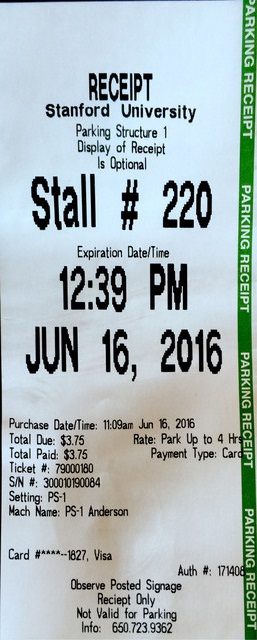 RECEIPT
Stanford University
Parking Structure 1
Display of Receipt
Is Optional
Stall # 220
Expiration Date/Time
12:39 PM
JUN 16, 2016
Purchase Date/Time: 11:09am Jun 16, 2016
Total Due: $3.75 Rate: Park Up to 4 Hr
Total Paid: $3.75 Payment Type: Card
Ticket #: 79000180
S/N #: 300010190084
Setting: PS-1
Mach Name: PS-1 Anderson
Card #****-1827, Visa
Auth #: 171408
Observe Posted Signage
Reciept Only
Not Valid for Parking
Info: 650.723.9362
PARKING RECEIPT
PARKING RECEIPT
PARKING RECEIPT
PARKING RECEIPT